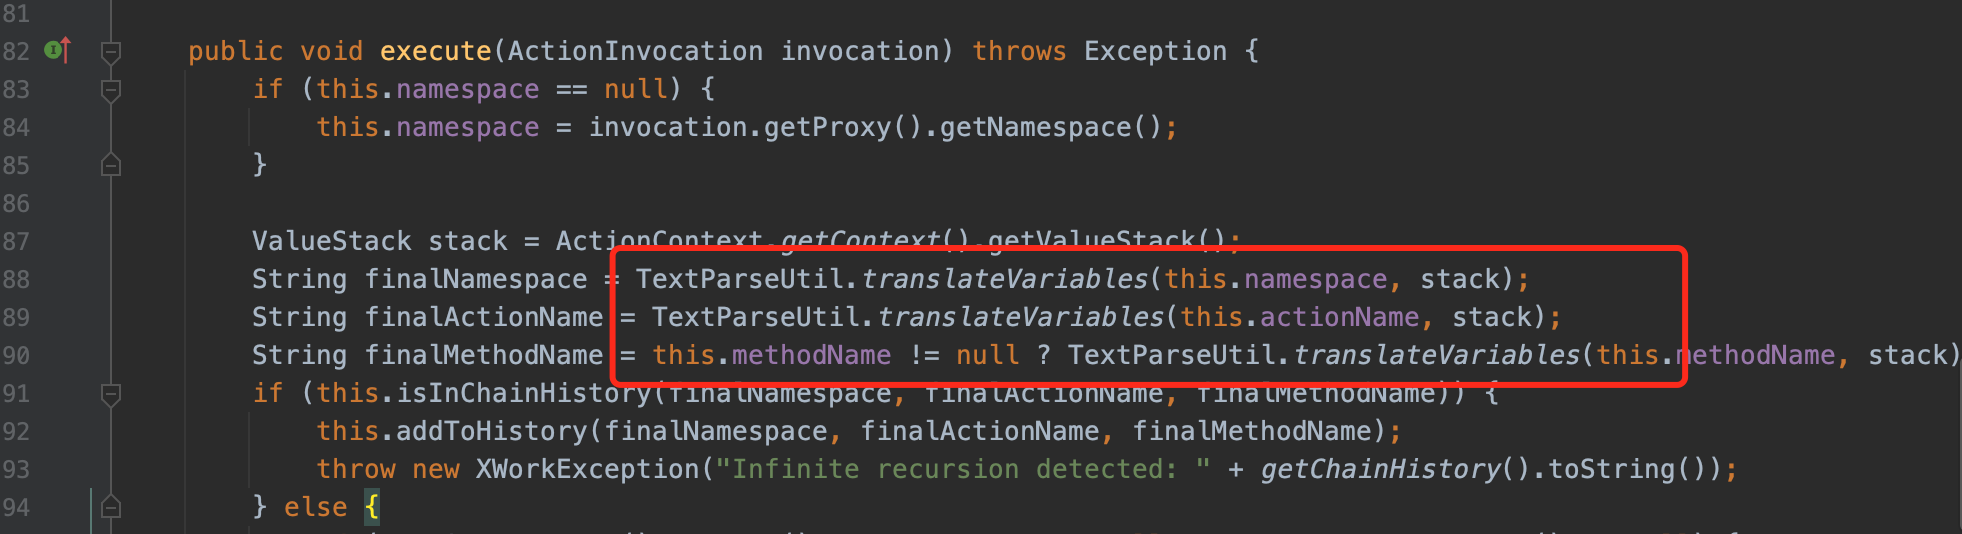 81
82 public void execute(ActionInvocation invocation) throws Exception {
83 if (this.namespace == null) {
84 this.namespace = invocation.getProxy().getNamespace();
85 }
86
87 ValueStack stack = ActionContext.getContext().getValueStack();
88 String finalNamespace = TextParseUtil.translateVariables(this.namespace, stack);
89 String finalActionName = TextParseUtil.translateVariables(this.actionName, stack);
90 String finalMethodName = this.methodName != null ? TextParseUtil.translateVariables(this.methodName, stack)
91 if (this.isInChainHistory(finalNamespace, finalActionName, finalMethodName)) {
92 this.addToHistory(finalNamespace, finalActionName, finalMethodName);
93 throw new XWorkException("Infinite recursion detected: " + getChainHistory().toString());
94 } else {